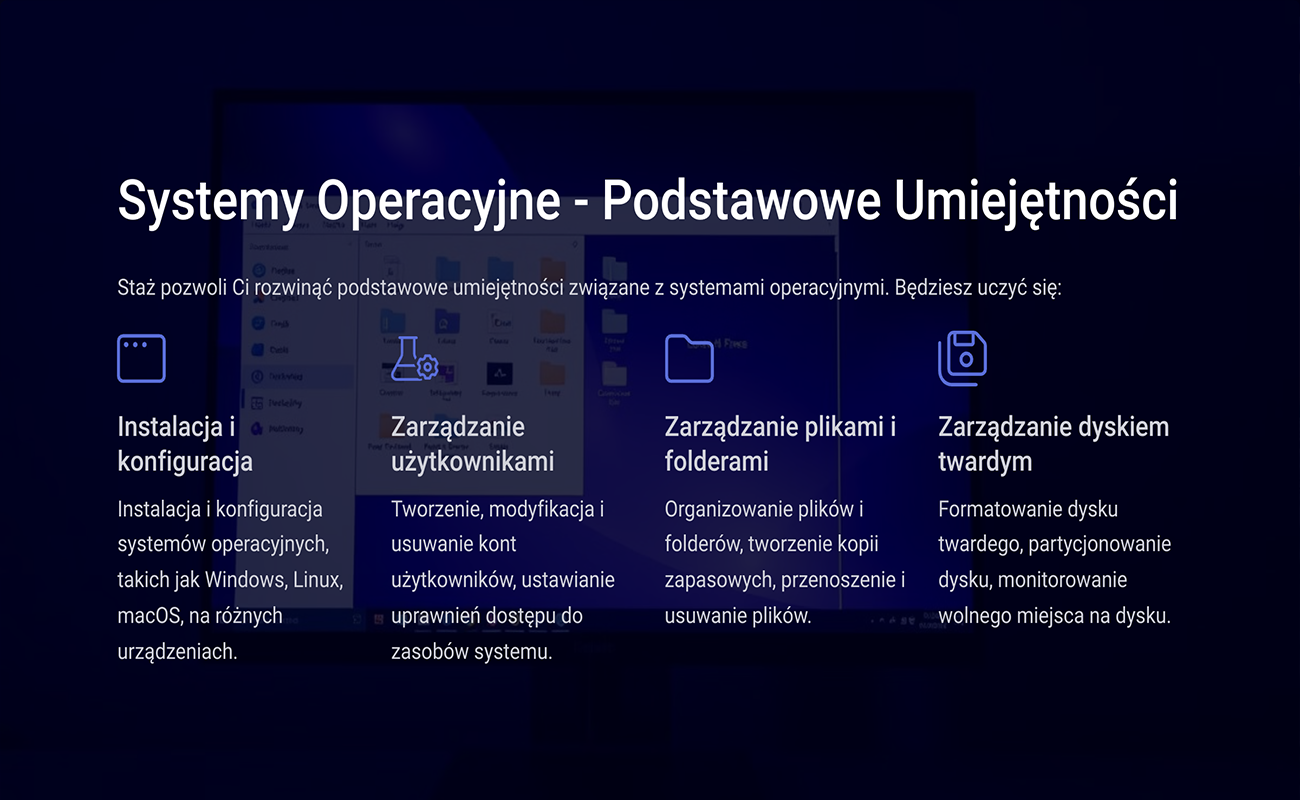 Systemy Operacyjne - Podstawowe Umiejętności
Staż pozwoli Ci rozwinąć podstawowe umiejętności związane z systemami operacyjnymi. Będziesz uczyć się:
Instalacja i
konfiguracja
Instalacja i konfiguracja
systemów operacyjnych,
takich jak Windows, Linux,
macOS, na różnych
urządzeniach.
Zarządzanie
użytkownikami
Tworzenie, modyfikacja i
usuwanie kont
użytkowników, ustawianie
uprawnień dostępu do
zasobów systemu.
Zarządzanie plikami i
folderami
Organizowanie plików i
folderów, tworzenie kopii
zapasowych, przenoszenie i
usuwanie plików.
Zarządzanie dyskiem
twardym
Formatowanie dysku
twardego, partycjonowanie
dysku, monitorowanie
wolnego miejsca na dysku.